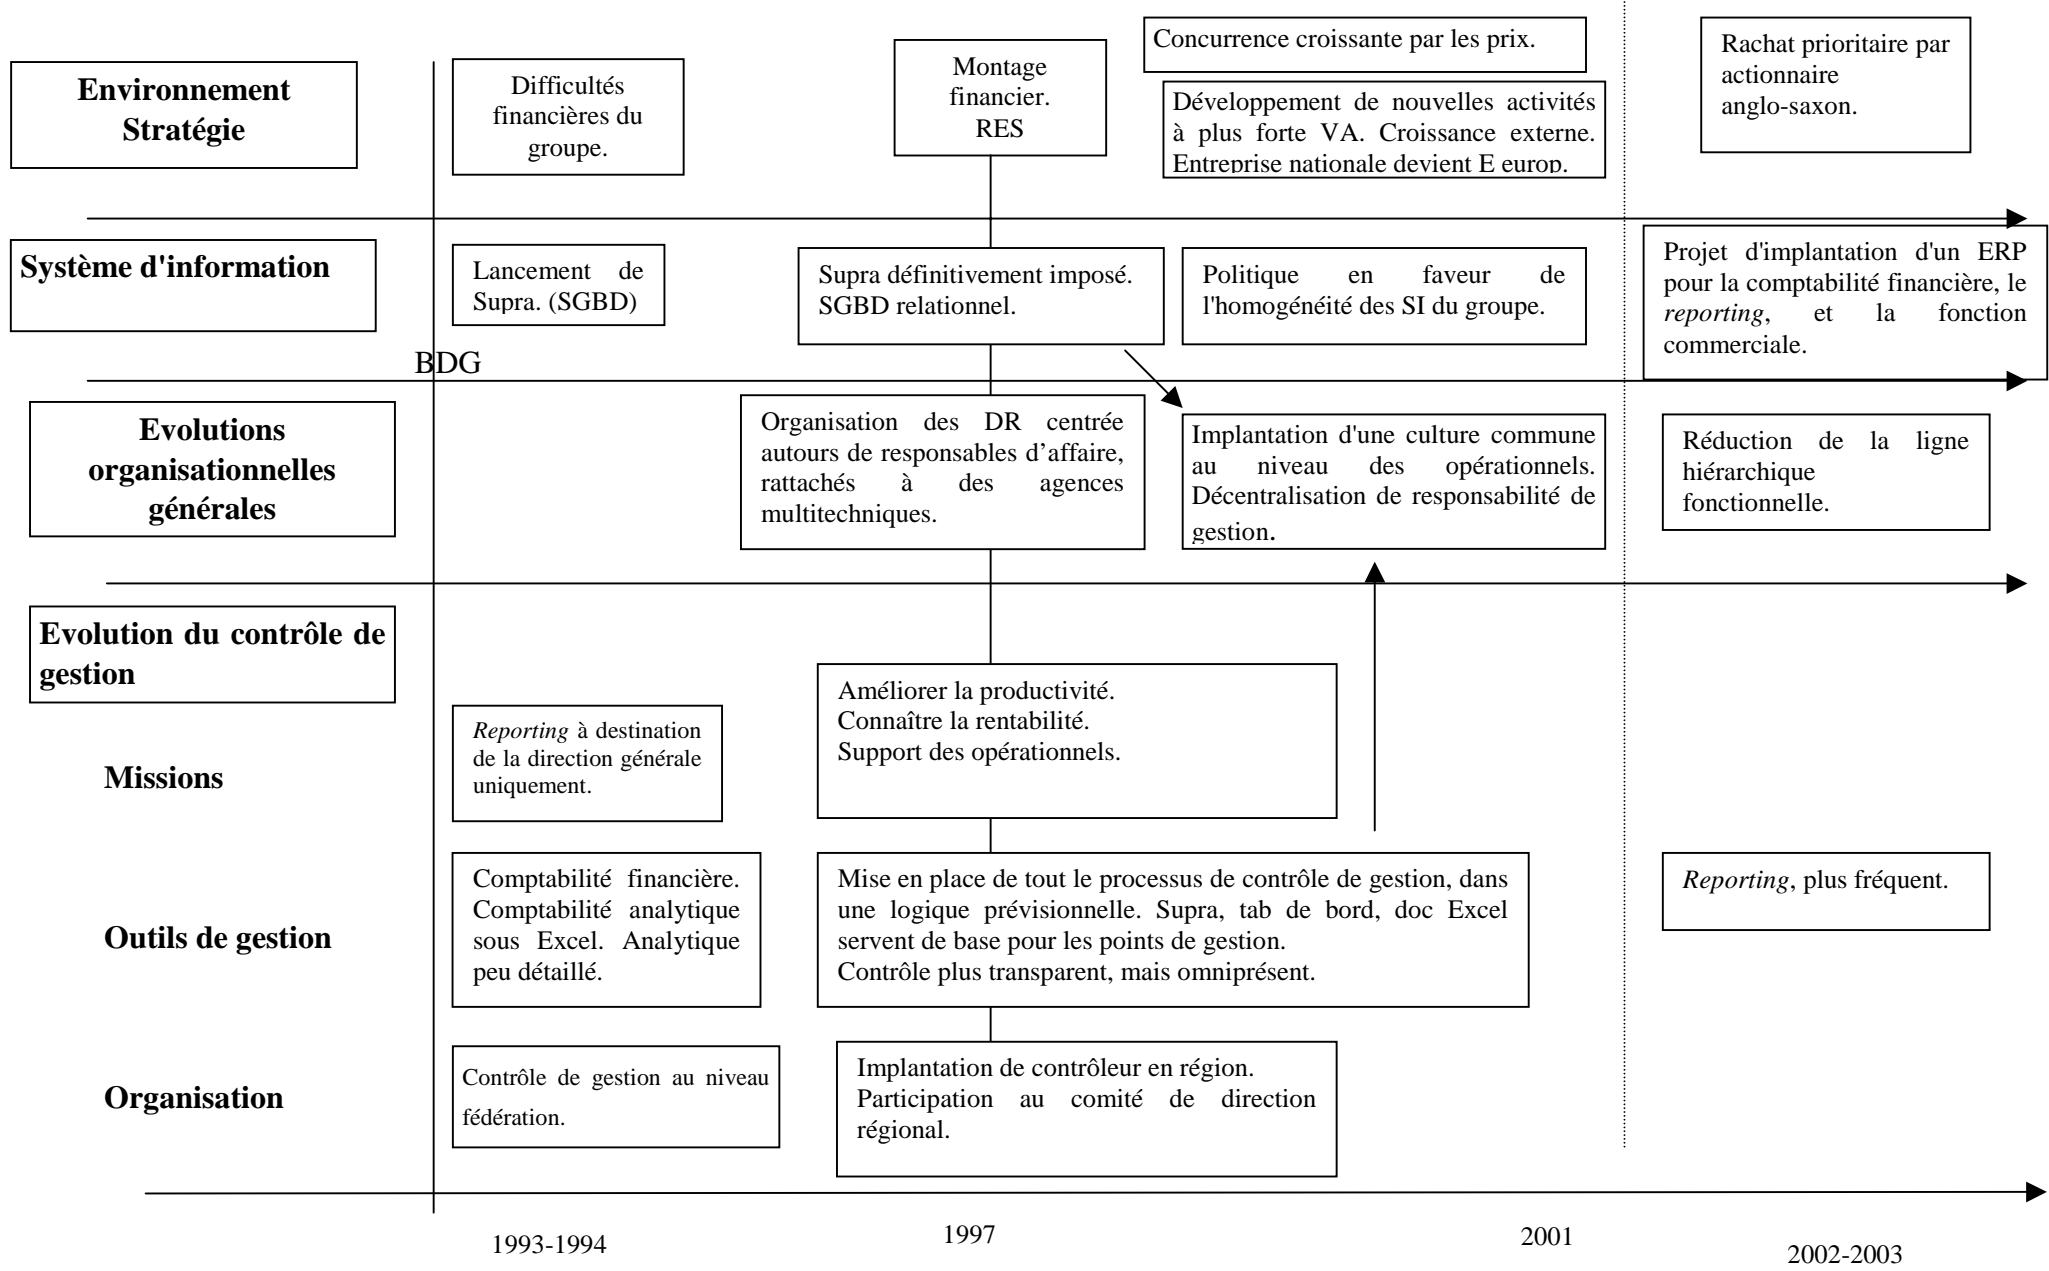 Environnement
Stratégie
Difficultés
financières du
groupe.
Montage
financier.
RES
Concurrence croissante par les prix.
Développement de nouvelles activités
à plus forte VA. Croissance externe.
Entreprise nationale devient E europ.
Rachat prioritaire par
actionnaire
anglo-saxon.
Système d'information
Lancement de
Supra. (SGBD)
Supra définitivement imposé.
SGBD relationnel.
Politique en faveur de
l'homogénéité des SI du groupe.
Projet d'implantation d'un ERP
pour la comptabilité financière, le
reporting, et la fonction
commerciale.
BDG
Evolutions
organisationnelles
générales
Organisation des DR centrée
autours de responsables d’affaire,
rattachés à des agences
multitechniques.
Implantation d'une culture commune
au niveau des opérationnels.
Décentralisation de responsabilité de
gestion.
Réduction de la ligne
hiérarchique
fonctionnelle.
Evolution du contrôle de
gestion
Missions
Reporting à destination
de la direction générale
uniquement.
Améliorer la productivité.
Connaître la rentabilité.
Support des opérationnels.
Outils de gestion
Comptabilité financière.
Comptabilité analytique
sous Excel. Analytique
peu détaillé.
Mise en place de tout le processus de contrôle de gestion, dans
une logique prévisionnelle. Supra, tab de bord, doc Excel
servent de base pour les points de gestion.
Contrôle plus transparent, mais omniprésent.
Reporting, plus fréquent.
Organisation
Contrôle de gestion au niveau
fédération.
Implantation de contrôleur en région.
Participation au comité de direction
régional.
1993-1994
1997
2001
2002-2003